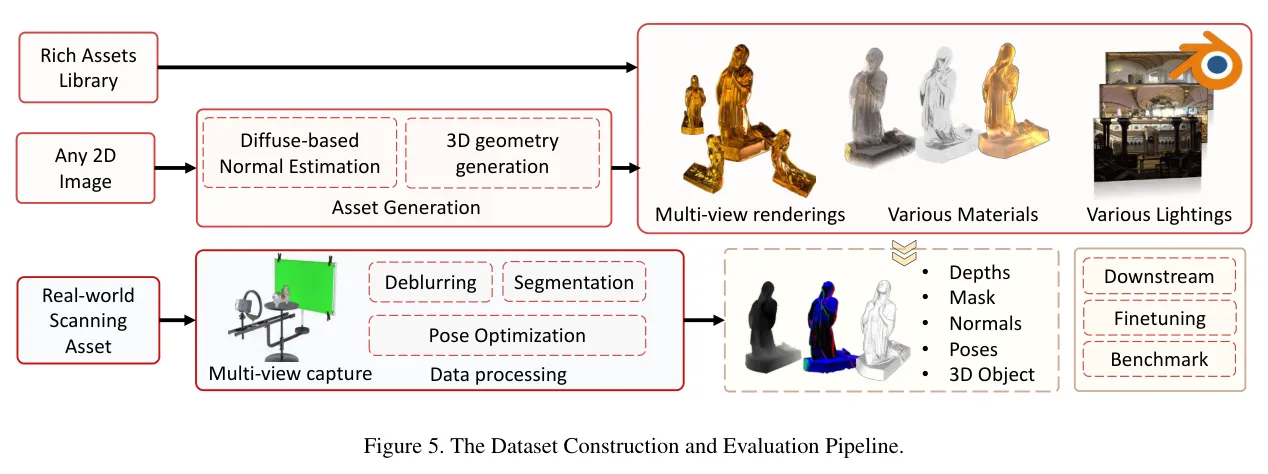 Rich Assets
Library
Any 2D
Image
Diffuse-based
Normal Estimation
3D geometry
generation
Asset Generation
Multi-view renderings
Various Materials
Various Lightings
Real-world
Scanning
Asset
Multi-view capture
Deblurring
Segmentation
Pose Optimization
Data processing
• Depths
• Mask
• Normals
• Poses
• 3D Object
Downstream
Finetuning
Benchmark
Figure 5. The Dataset Construction and Evaluation Pipeline.